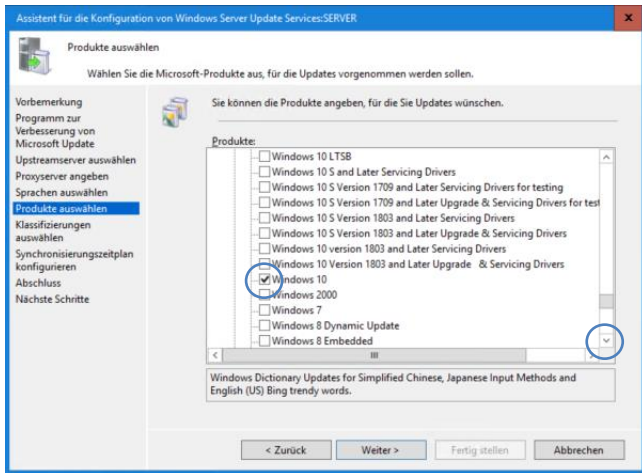 Assistent für die Konfiguration von Windows Server Update Services:SERVER
x
Produkte auswählen
Wählen Sie die Microsoft-Produkte aus, für die Updates vorgenommen werden sollen.
Vorbemerkung
Programm zur
Verbesserung von
Microsoft Update
Upstreamserver auswählen
Proxyserver angeben
Sprachen auswählen
Produkte auswählen
Klassifizierungen
auswählen
Synchronisierungszeitplan
konfigurieren
Abschluss
Nächste Schritte
Sie können die Produkte angeben, für die Sie Updates wünschen.
Produkte:
Windows 10 LTSB
Windows 10 S and Later Servicing Drivers
Windows 10 S Version 1709 and Later Servicing Drivers for testing
Windows 10 S Version 1709 and Later Upgrade & Servicing Drivers for test
Windows 10 S Version 1803 and Later Servicing Drivers
Windows 10 S Version 1803 and Later Upgrade & Servicing Drivers
Windows 10 version 1803 and Later Servicing Drivers
Windows 10 Version 1803 and Later Upgrade & Servicing Drivers
Windows 10
Windows 2000
Windows 7
Windows 8 Dynamic Update
Windows 8 Embedded
Windows Dictionary Updates for Simplified Chinese, Japanese Input Methods and
English (US) Bing trendy words.
< Zurück
Weiter >
Fertig stellen
Abbrechen